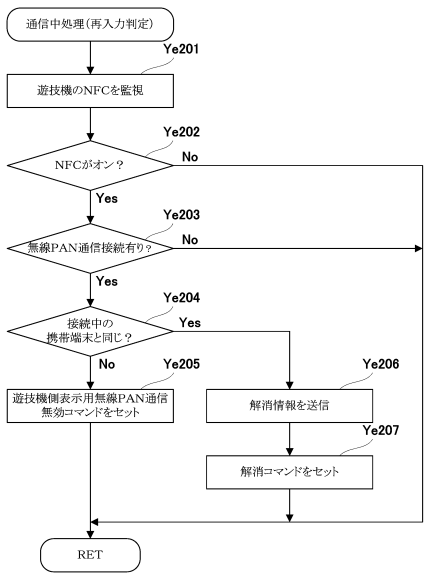 通信中処理(再入力判定)
Ye201
遊技機のNFCを監視
Ye202
NFCがオン?
No
Yes
Ye203
無線PAN通信接続有り?
No
Yes
Ye204
接続中の
携帯端末と同じ?
Yes
No
Ye205
遊技機側表示用無線PAN通信
無効コマンドをセット
Ye206
解消情報を送信
Ye207
解消コマンドをセット
RET